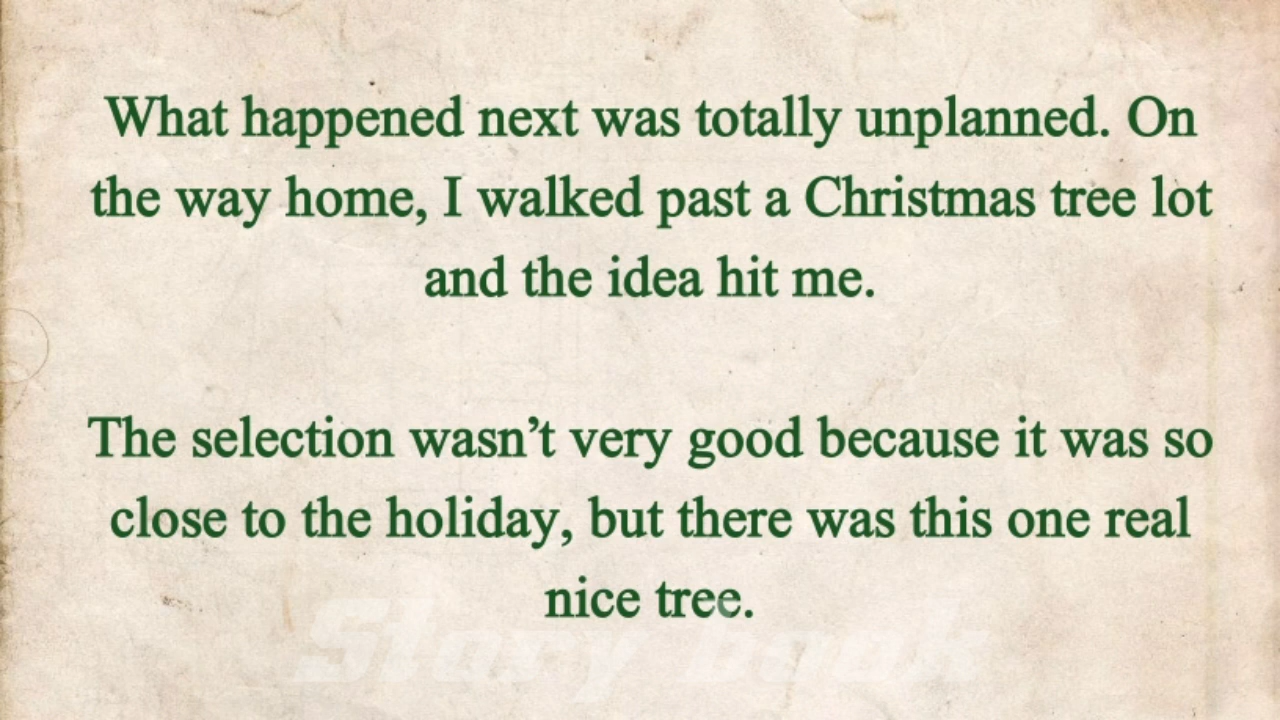 What happened next was totally unplanned. On
the way home, I walked past a Christmas tree lot
and the idea hit me.
The selection wasn’t very good because it was so
close to the holiday, but there was this one real
nice tree.
Story book